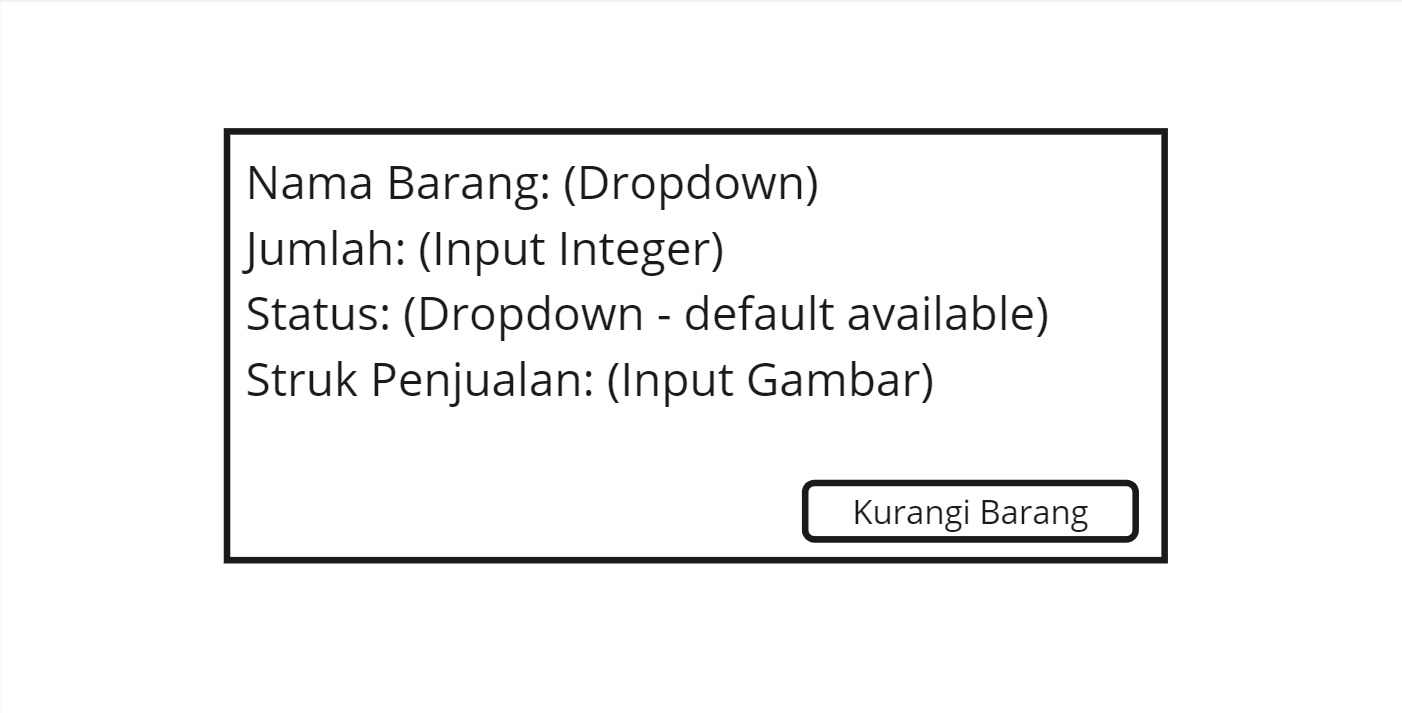 Nama Barang: (Dropdown)
Jumlah: (Input Integer)
Status: (Dropdown - default available)
Struk Penjualan: (Input Gambar)
Kurangi Barang